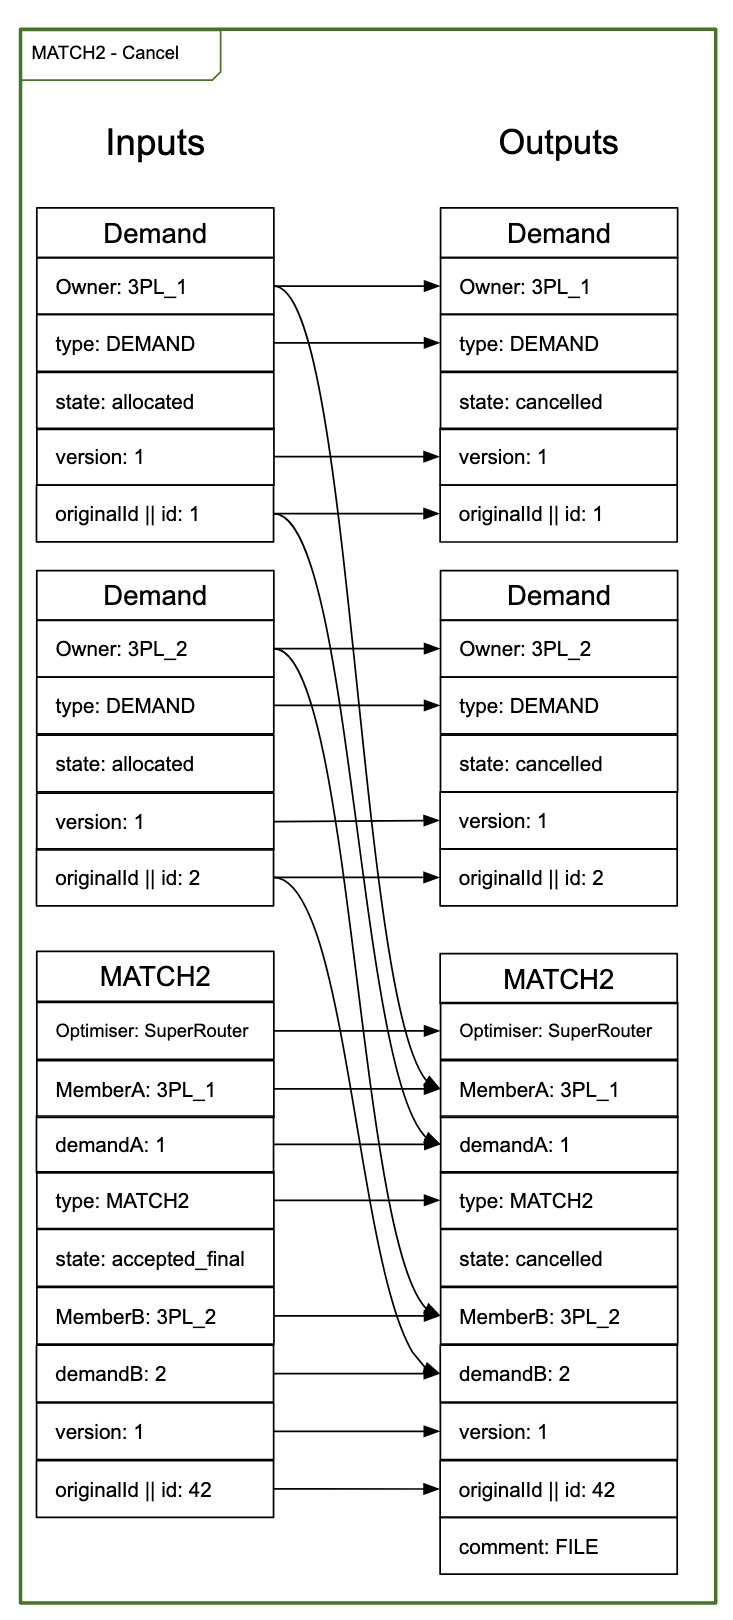 MATCH2 - Cancel
Inputs
Outputs
Demand
Owner: 3PL_1
type: DEMAND
state: allocated
version: 1
originalId || id: 1
Demand
Owner: 3PL_1
type: DEMAND
state: cancelled
version: 1
originalId || id: 1
Demand
Owner: 3PL_2
type: DEMAND
state: allocated
version: 1
originalId || id: 2
Demand
Owner: 3PL_2
type: DEMAND
state: cancelled
version: 1
originalId || id: 2
MATCH2
Optimiser: SuperRouter
MemberA: 3PL_1
demandA: 1
type: MATCH2
state: accepted_final
MemberB: 3PL_2
demandB: 2
version: 1
originalId || id: 42
MATCH2
Optimiser: SuperRouter
MemberA: 3PL_1
demandA: 1
type: MATCH2
state: cancelled
MemberB: 3PL_2
demandB: 2
version: 1
originalId || id: 42
comment: FILE